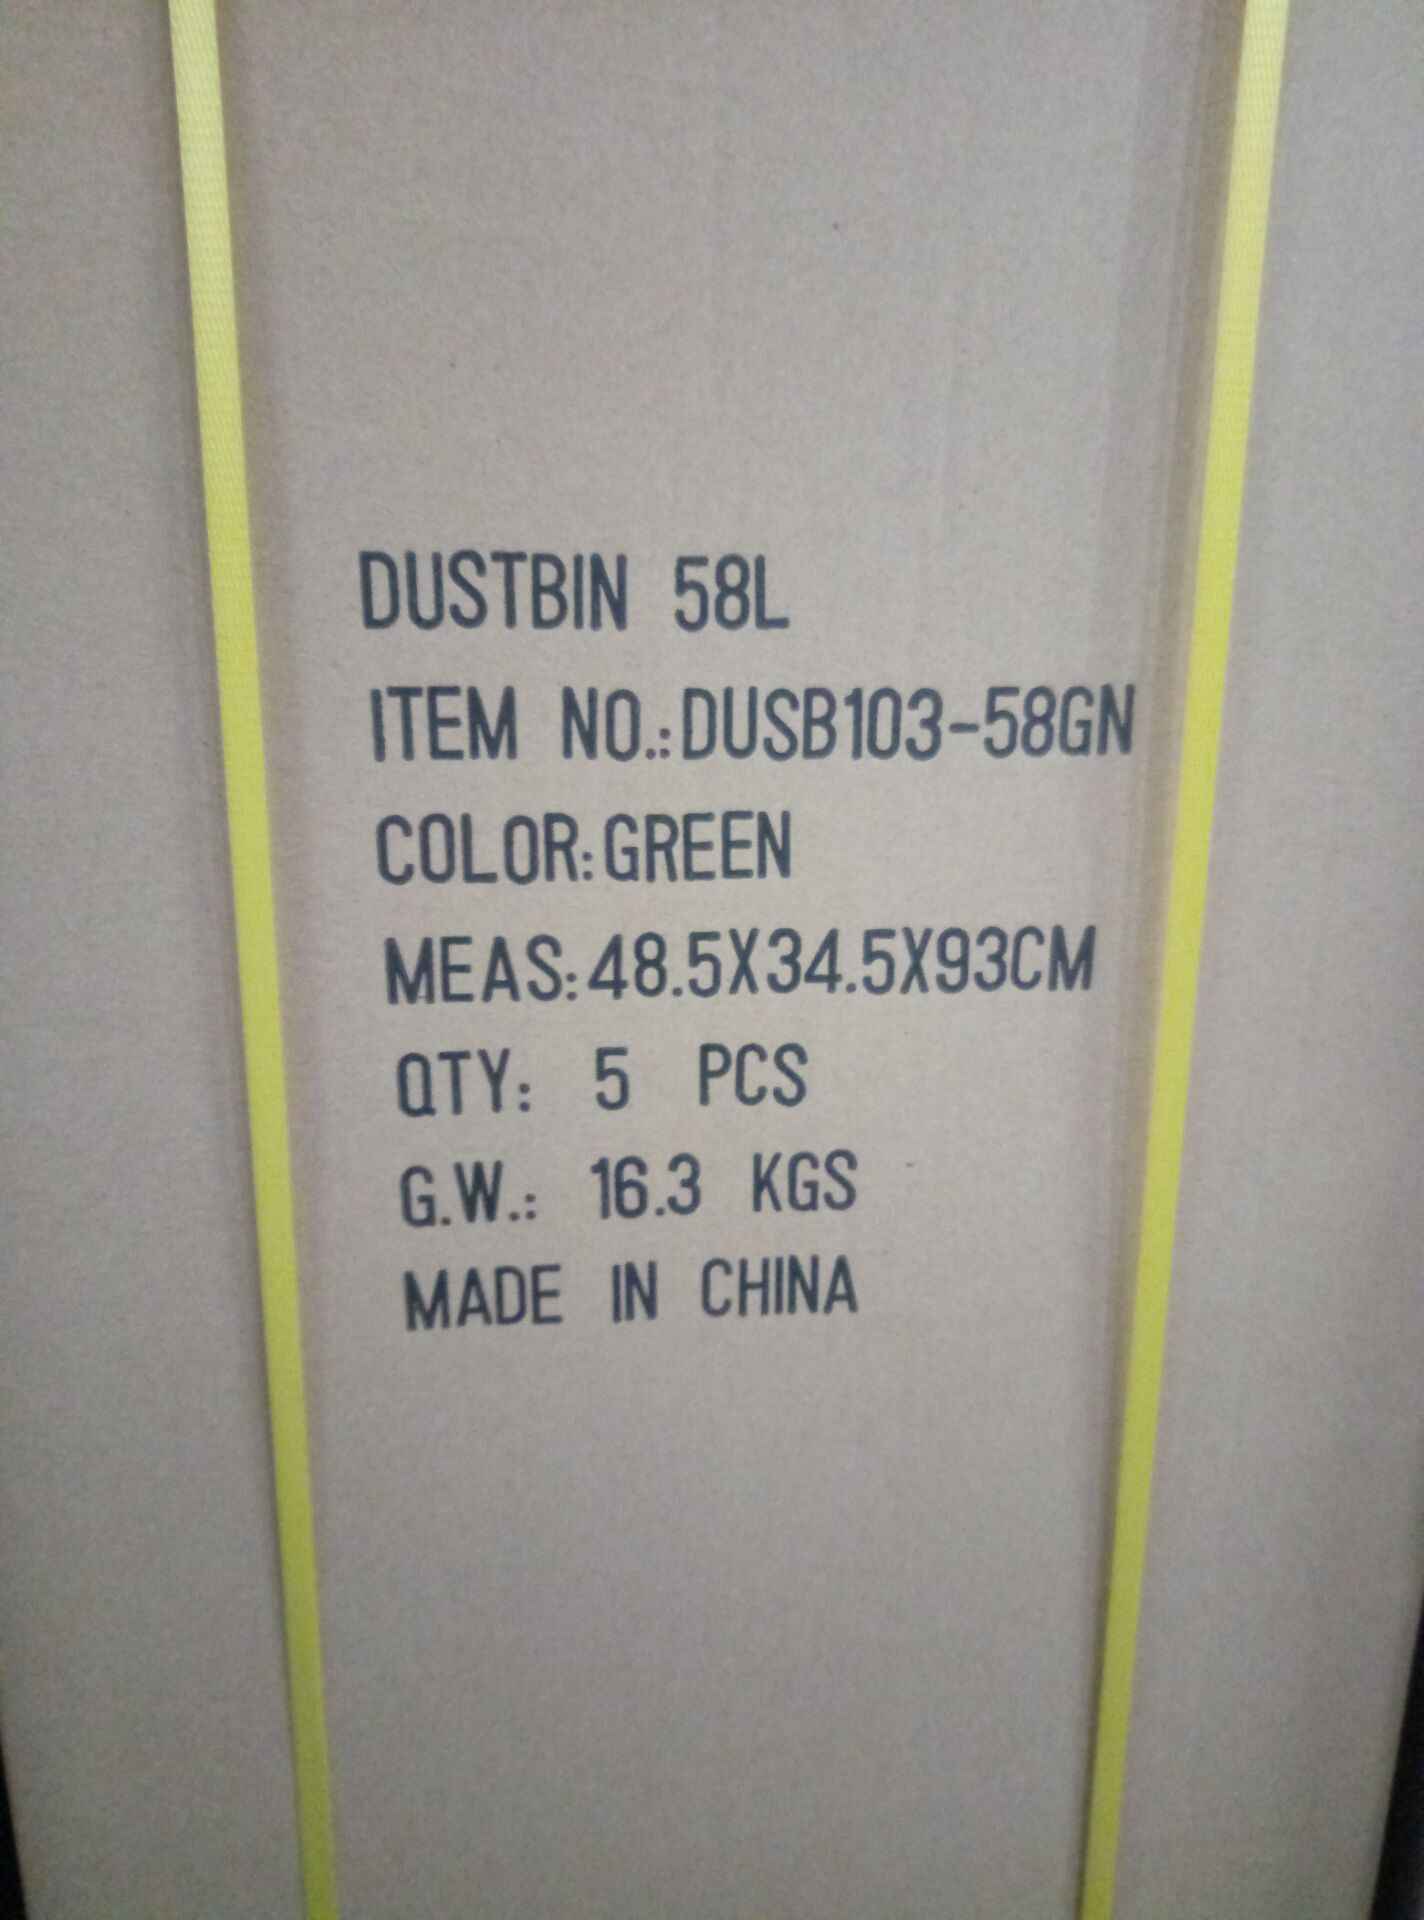 DUSTBIN 58L
ITEM NO.:DUSB103-58GN
COLOR:GREEN
MEAS:48.5X34.5X93CM
QTY: 5 PCS
G.W.: 16.3 KGS
MADE IN CHINA